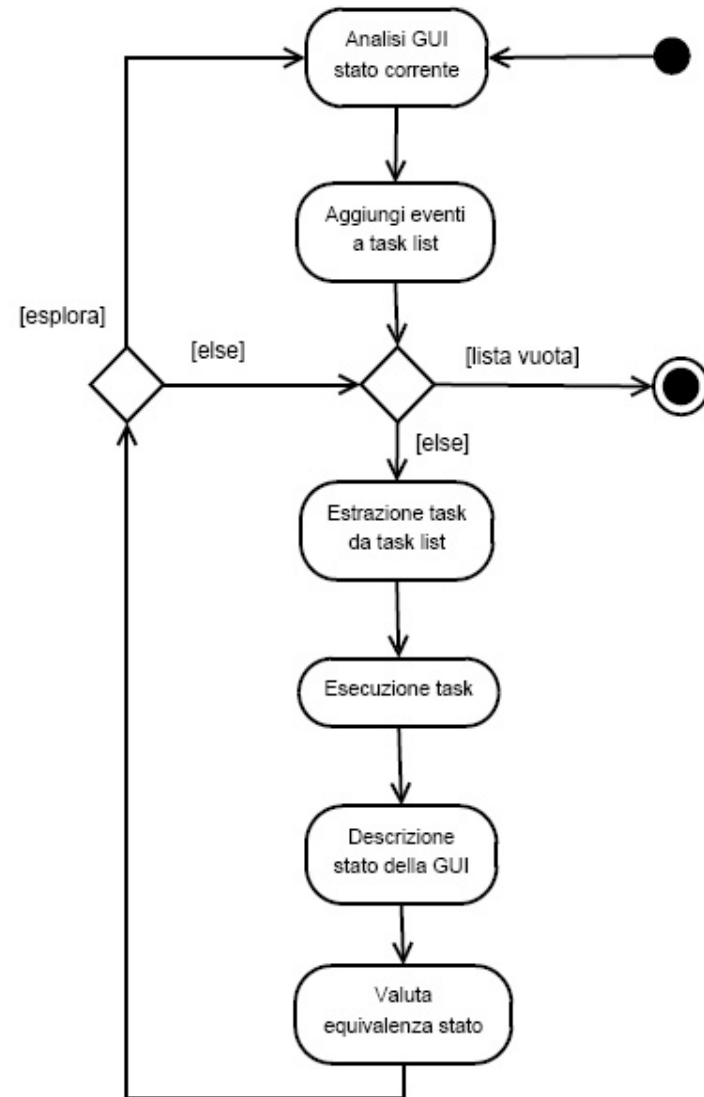 Analisi GUI
stato corrente
Aggiungi eventi
a task list
[esplora]
[else]
[lista vuota]
[else]
Estrazione task
da task list
Esecuzione task
Descrizione
stato della GUI
Valuta
equivalenza stato